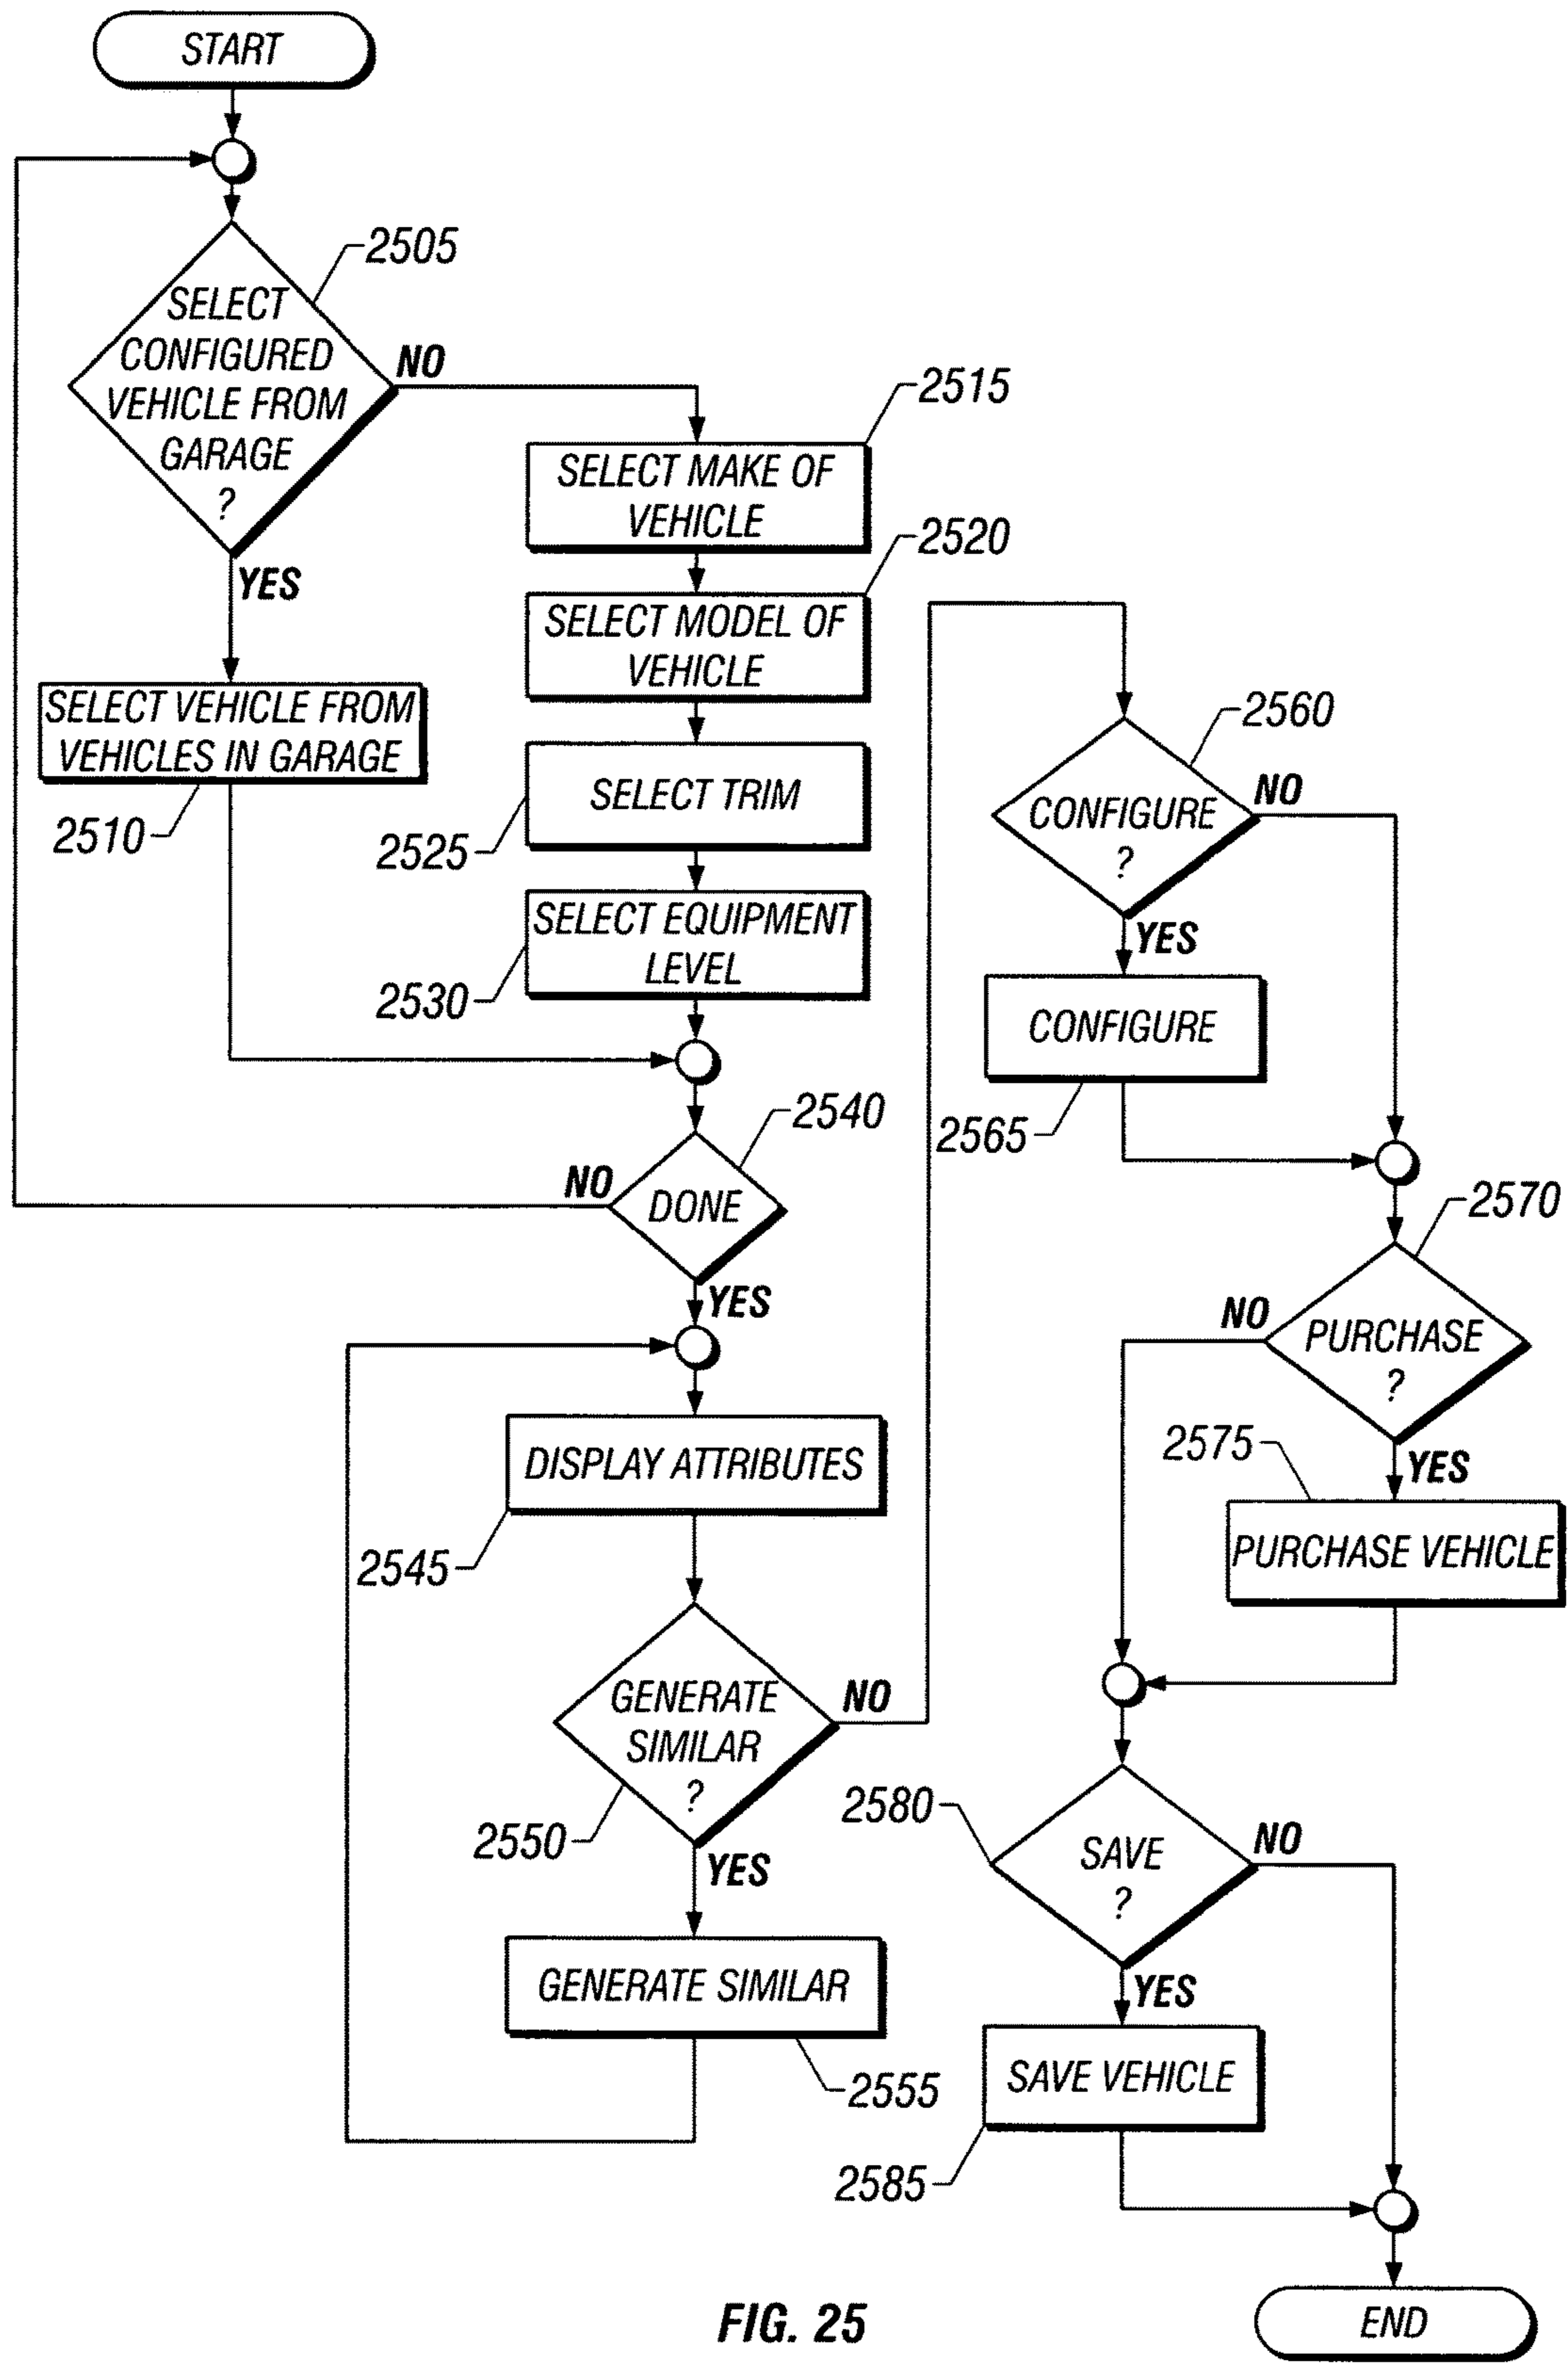 START
2505
SELECT
CONFIGURED
VEHICLE FROM
GARAGE
?
NO
YES
2515
SELECT MAKE OF
VEHICLE
2520
SELECT MODEL OF
VEHICLE
SELECT VEHICLE FROM
VEHICLES IN GARAGE
2510
SELECT TRIM
2525
SELECT EQUIPMENT
LEVEL
2530
2540
DONE
NO
YES
DISPLAY ATTRIBUTES
2545
GENERATE
SIMILAR
?
NO
2550
YES
GENERATE SIMILAR
2555
2560
CONFIGURE
?
NO
YES
CONFIGURE
2565
2570
PURCHASE
?
NO
YES
2575
PURCHASE VEHICLE
2580
SAVE
?
NO
YES
SAVE VEHICLE
2585
END
FIG. 25